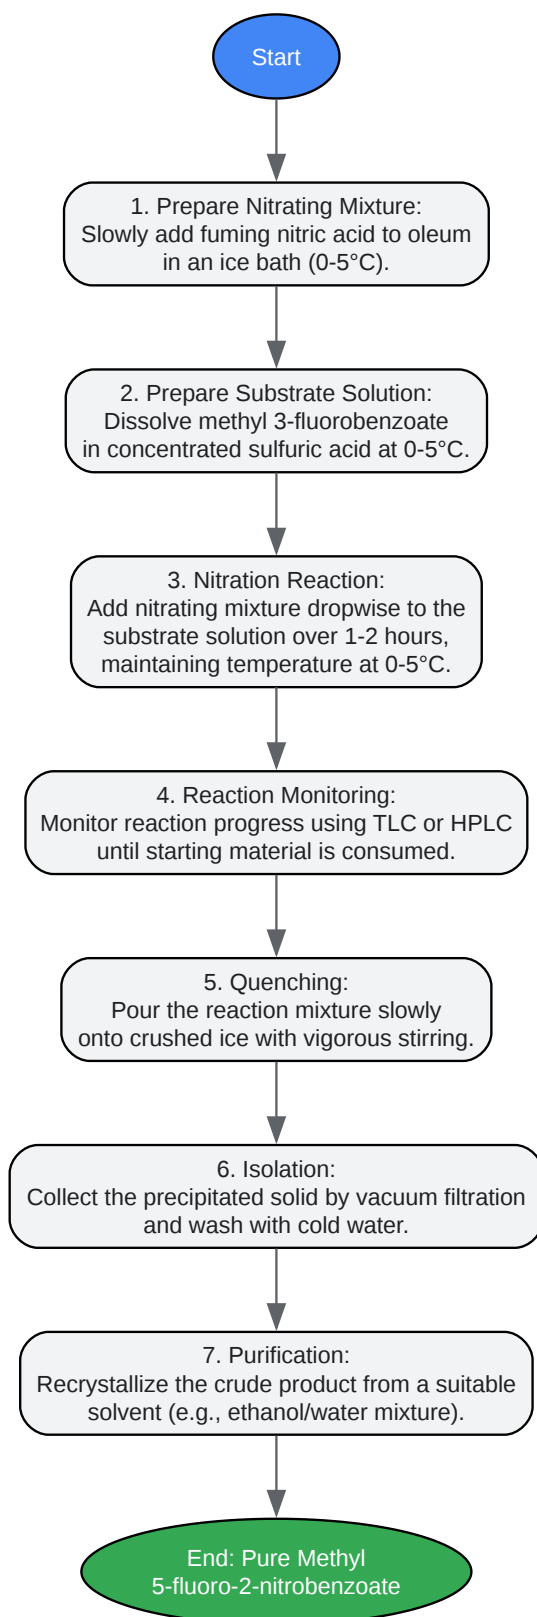 Start
1. Prepare Nitrating Mixture:
Slowly add fuming nitric acid to oleum
in an ice bath (0-5°C).
2. Prepare Substrate Solution:
Dissolve methyl 3-fluorobenzoate
in concentrated sulfuric acid at 0-5°C.
3. Nitration Reaction:
Add nitrating mixture dropwise to the
substrate solution over 1-2 hours,
maintaining temperature at 0-5°C.
4. Reaction Monitoring:
Monitor reaction progress using TLC or HPLC
until starting material is consumed.
5. Quenching:
Pour the reaction mixture slowly
onto crushed ice with vigorous stirring.
6. Isolation:
Collect the precipitated solid by vacuum filtration
and wash with cold water.
7. Purification:
Recrystallize the crude product from a suitable
solvent (e.g., ethanol/water mixture).
End: Pure Methyl
5-fluoro-2-nitrobenzoate